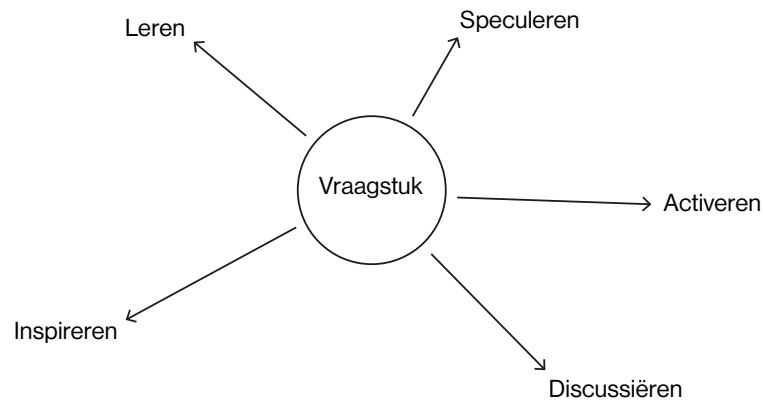 Speculeren
Leren
Vraagstuk
Activeren
Inspireren
Discussiëren